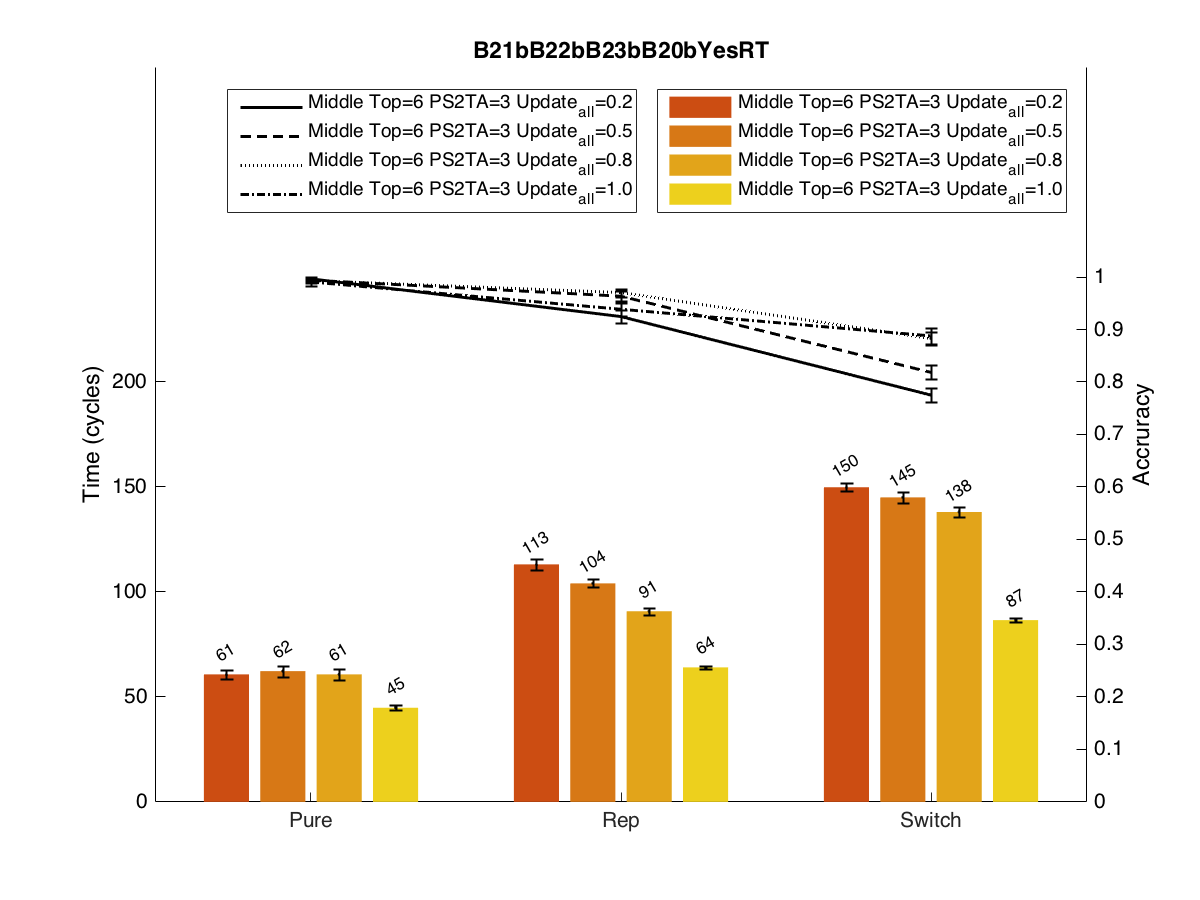 B21bB22bB23bB20bYesRT
Middle Top=6 PS2TA=3 Update_all=0.2
Middle Top=6 PS2TA=3 Update_all=0.5
Middle Top=6 PS2TA=3 Update_all=0.8
Middle Top=6 PS2TA=3 Update_all=1.0
Middle Top=6 PS2TA=3 Update_all=0.2
Middle Top=6 PS2TA=3 Update_all=0.5
Middle Top=6 PS2TA=3 Update_all=0.8
Middle Top=6 PS2TA=3 Update_all=1.0
Time (cycles)
200
150
100
50
0
61
62
61
45
113
104
91
64
150
145
138
87
1
0.9
0.8
0.7
0.6
0.5
0.4
0.3
0.2
0.1
0
Accruracy
Pure
Rep
Switch